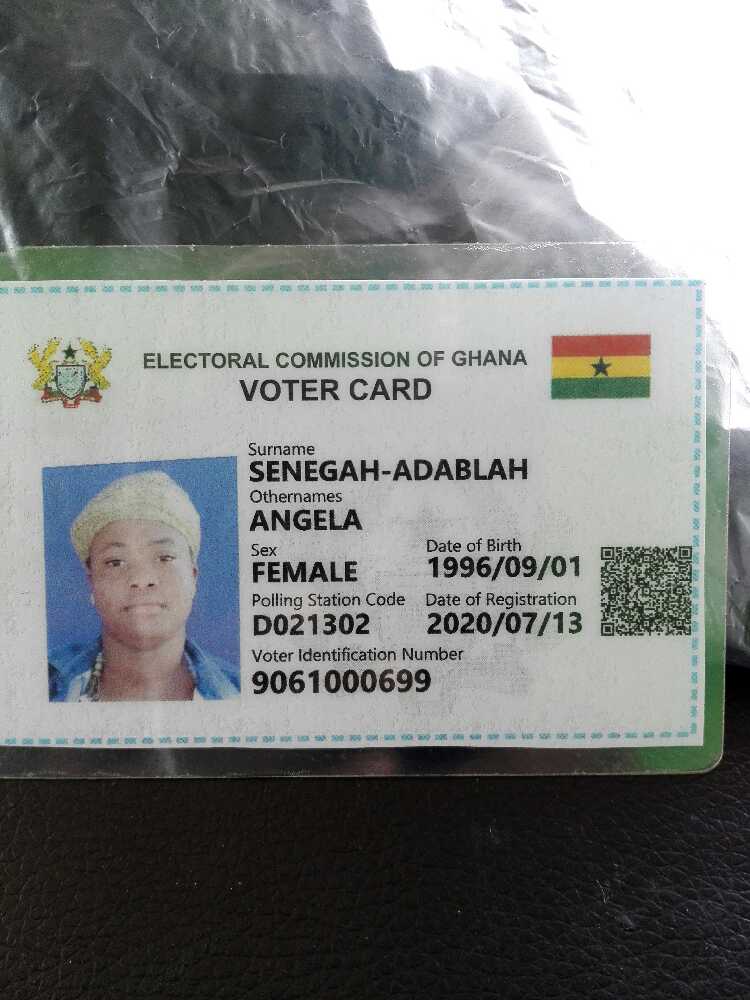 ELECTORAL COMMISSION OF GHANA
VOTER CARD
Surname
SENEGAH-ADABLAH
Othernames
ANGELA
Sex Date of Birth
FEMALE 1996/09/01
Polling Station Code Date of Registration
D021302 2020/07/13
Voter Identification Number
9061000699